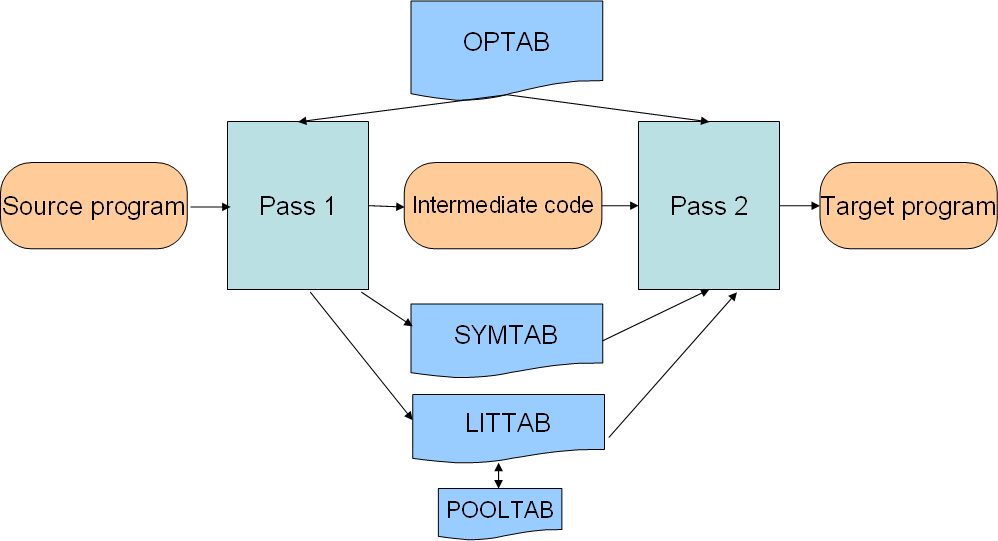 OPTAB
Source program
Pass 1
Intermediate code
Pass 2
Target program
SYMTAB
LITTAB
POOLTAB